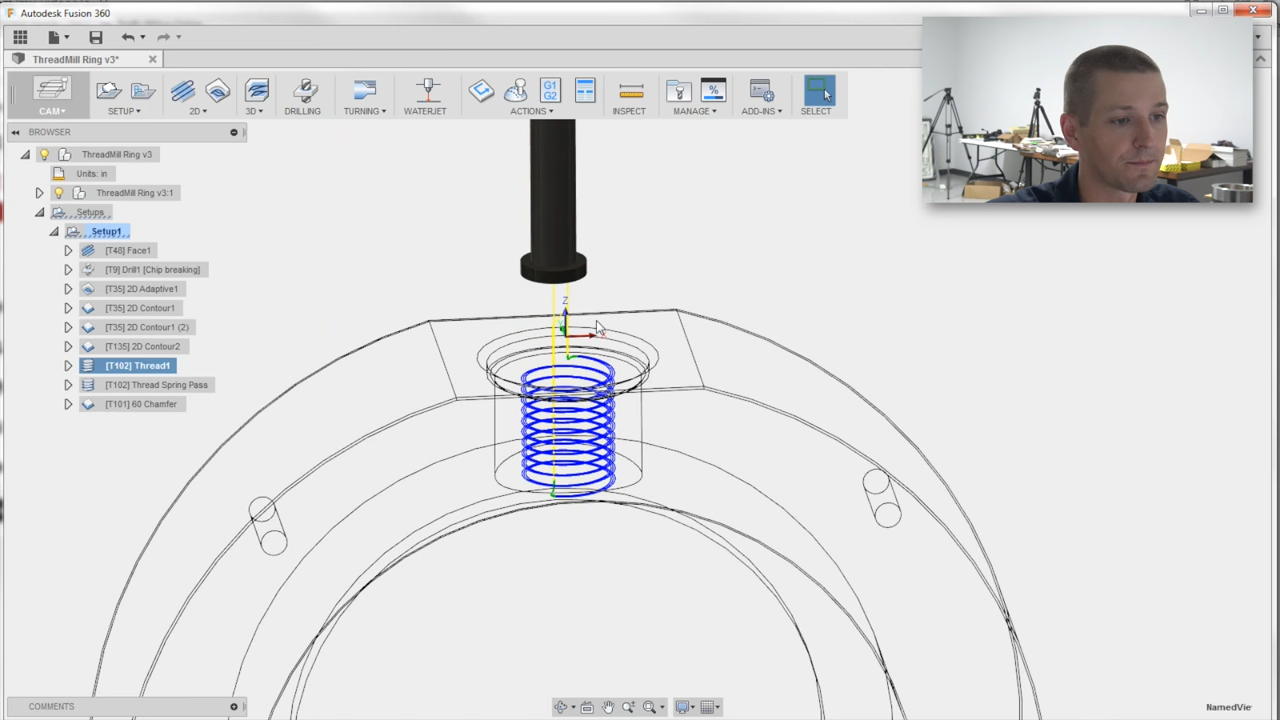 Autodesk Fusion 360
ThreadMill Ring v3*
G1
G2
%
CAM▾
SETUP▾
2D▾
3D▾
DRILLING
TURNING▾
WATERJET
ACTIONS▾
INSPECT
MANAGE▾
ADD-INS▾
SELECT
BROWSER
ThreadMill Ring v3
Units: in
ThreadMill Ring v3:1
Setups
Setup1
[T48] Face1
[T9] Drill1 [Chip breaking]
[T35] 2D Adaptive1
[T35] 2D Contour1
[T35] 2D Contour1 (2)
[T135] 2D Contour2
[T102] Thread1
[T102] Thread Spring Pass
[T101] 60 Chamfer
Z
COMMENTS
NamedVie